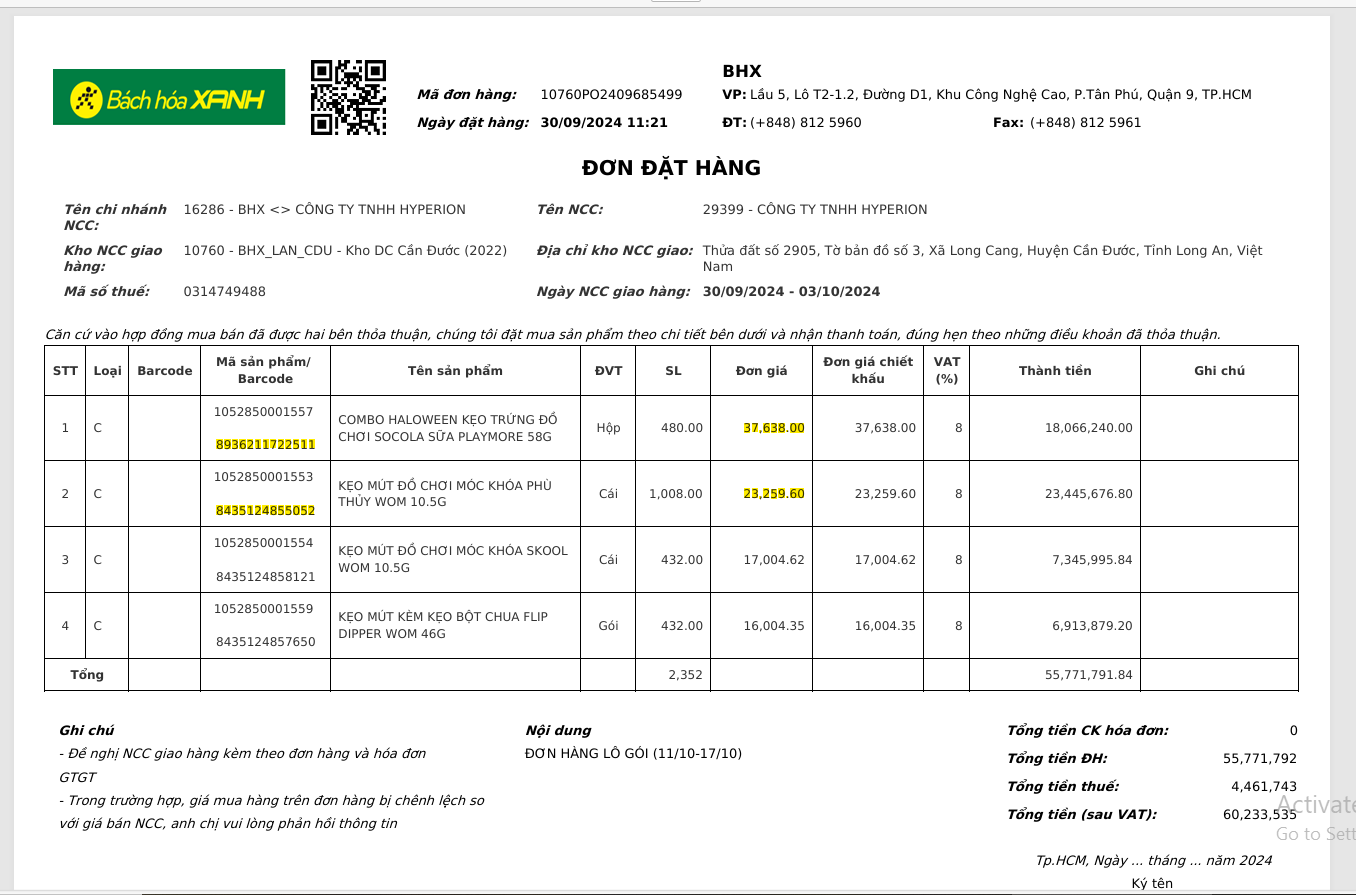 Bách hóa XANH
BHX
Mã đơn hàng: 10760PO2409685499
VP: Lầu 5, Lô T2-1.2, Đường D1, Khu Công Nghệ Cao, P.Tân Phú, Quận 9, TP.HCM
Ngày đặt hàng: 30/09/2024 11:21
ĐT: (+848) 812 5960 Fax: (+848) 812 5961
ĐƠN ĐẶT HÀNG
Tên chi nhánh NCC: 16286 - BHX <> CÔNG TY TNHH HYPERION
Tên NCC: 29399 - CÔNG TY TNHH HYPERION
Kho NCC giao hàng: 10760 - BHX_LAN_CDU - Kho DC Cần Đước (2022)
Địa chỉ kho NCC giao: Thửa đất số 2905, Tờ bản đồ số 3, Xã Long Cang, Huyện Cần Đước, Tỉnh Long An, Việt
Nam
Mã số thuế: 0314749488
Ngày NCC giao hàng: 30/09/2024 - 03/10/2024
Căn cứ vào hợp đồng mua bán đã được hai bên thỏa thuận, chúng tôi đặt mua sản phẩm theo chi tiết bên dưới và nhận thanh toán, đúng hẹn theo những điều khoản đã thỏa thuận.
STT Loại Barcode Mã sản phẩm/ Barcode Tên sản phẩm ĐVT SL Đơn giá Đơn giá chiết khấu VAT (%) Thành tiền Ghi chú
1 C 1052850001557 8936211722511 COMBO HALOWEEN KẸO TRỨNG ĐỒ CHƠI SOCOLA SỮA PLAYMORE 58G Hộp 480.00 37,638.00 37,638.00 8 18,066,240.00
2 C 1052850001553 8435124855052 KẸO MÚT ĐỒ CHƠI MÓC KHÓA PHÙ THỦY WOM 10.5G Cái 1,008.00 23,259.60 23,259.60 8 23,445,676.80
3 C 1052850001554 8435124858121 KẸO MÚT ĐỒ CHƠI MÓC KHÓA SKOOL WOM 10.5G Cái 432.00 17,004.62 17,004.62 8 7,345,995.84
4 C 1052850001559 8435124857650 KẸO MÚT KÈM KẸO BỘT CHUA FLIP DIPPER WOM 46G Gói 432.00 16,004.35 16,004.35 8 6,913,879.20
Tổng 2,352 55,771,791.84
Ghi chú
- Đề nghị NCC giao hàng kèm theo đơn hàng và hóa đơn
GTGT
- Trong trường hợp, giá mua hàng trên đơn hàng bị chênh lệch so
với giá bán NCC, anh chị vui lòng phản hồi thông tin
Nội dung
ĐƠN HÀNG LÔ GÓI (11/10-17/10)
Tổng tiền CK hóa đơn: 0
Tổng tiền ĐH: 55,771,792
Tổng tiền thuế: 4,461,743
Tổng tiền (sau VAT): 60,233,535
Activate
Go to Sett
Tp.HCM, Ngày ... tháng ... năm 2024
Ký tên